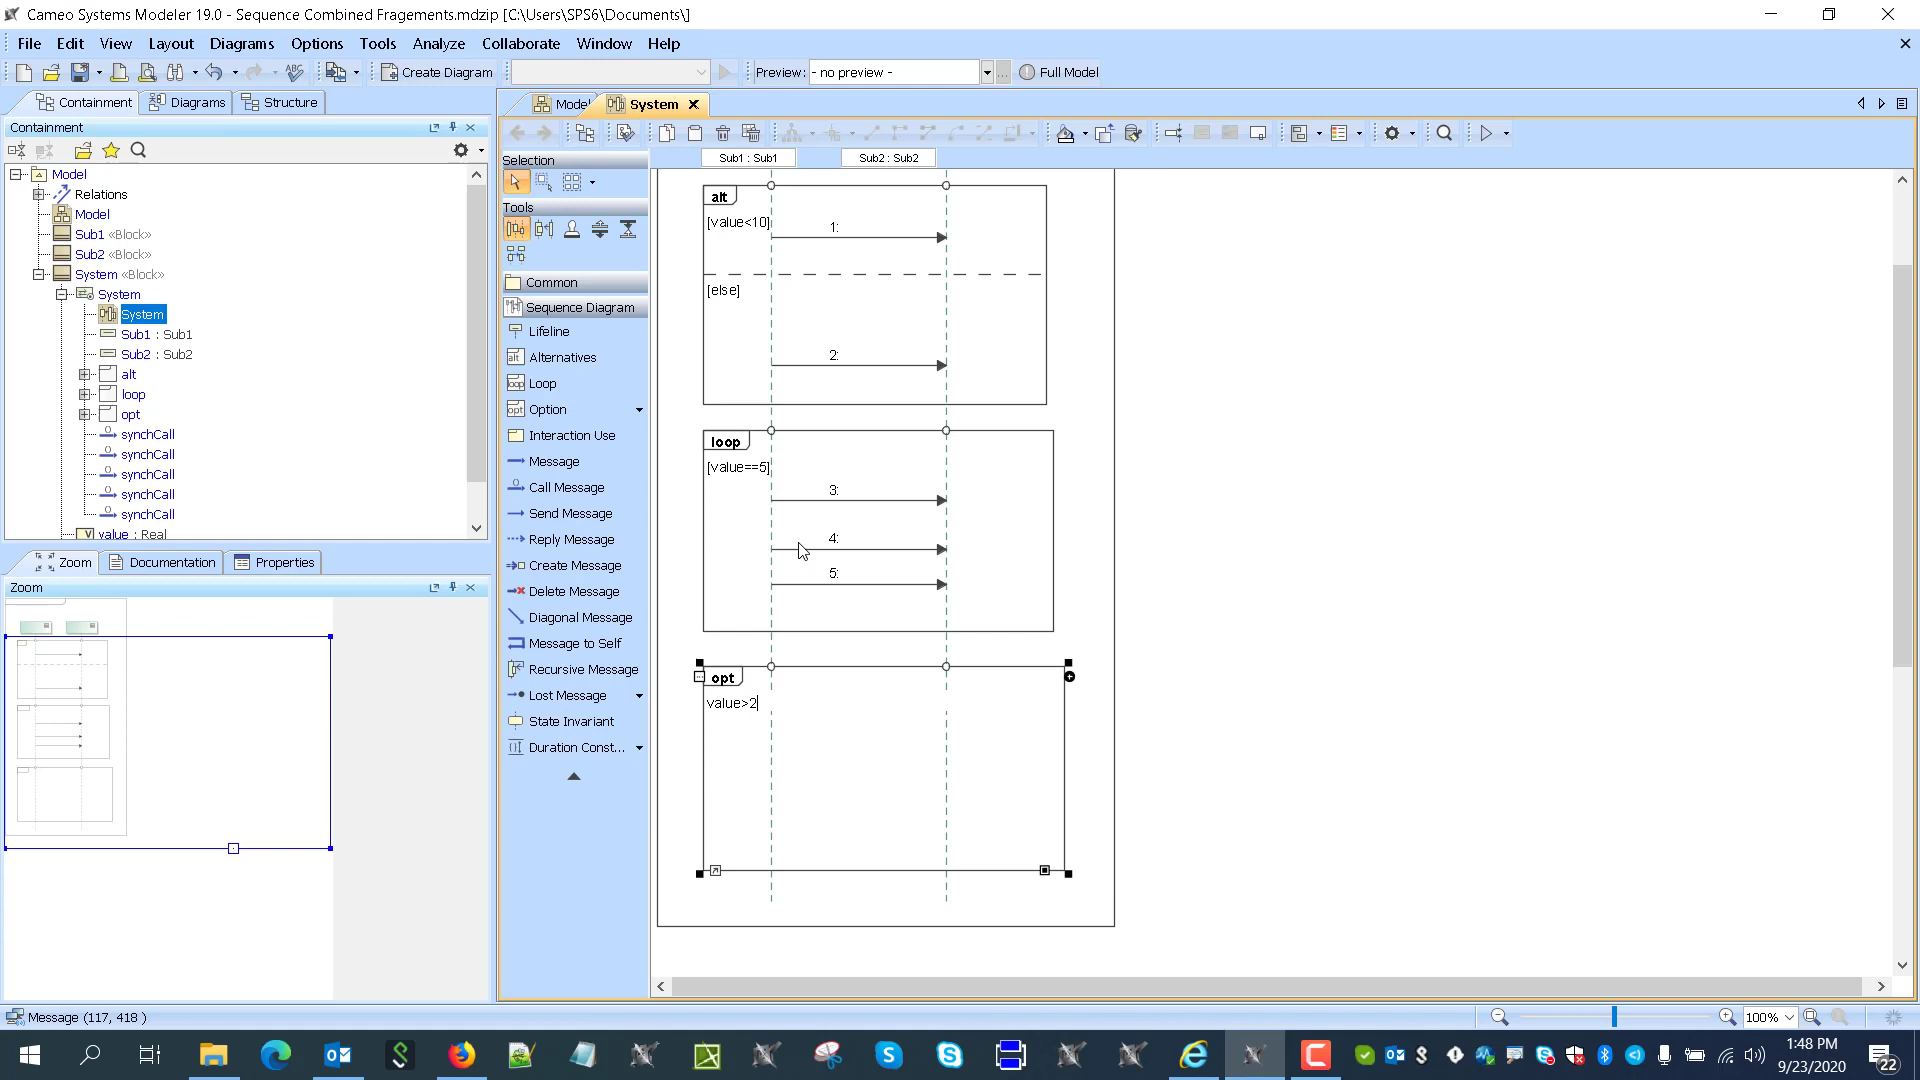 Cameo Systems Modeler 19.0 - Sequence Combined Fragements.mdzip [C:\Users\SPS6\Documents\]
File Edit View Layout Diagrams Options Tools Analyze Collaborate Window Help
Create Diagram Preview: - no preview - Full Model
Containment Diagrams Structure
Containment
Model
Relations
Model
Sub1 «Block»
Sub2 «Block»
System «Block»
System
System
Sub1 : Sub1
Sub2 : Sub2
alt
loop
opt
synchCall
synchCall
synchCall
synchCall
synchCall
value : Real
Zoom Documentation Properties
Zoom
Model System
Selection
Tools
Common
Sequence Diagram
Lifeline
alt Alternatives
loop Loop
opt Option
Interaction Use
Message
Call Message
Send Message
Reply Message
Create Message
Delete Message
Diagonal Message
Message to Self
Recursive Message
Lost Message
State Invariant
Duration Const...
Sub1 : Sub1 Sub2 : Sub2
alt
[value<10]
1:
[else]
2:
loop
[value==5]
3:
4:
5:
opt
value>2
Message (117, 418 )
100%
1:48 PM
9/23/2020
22